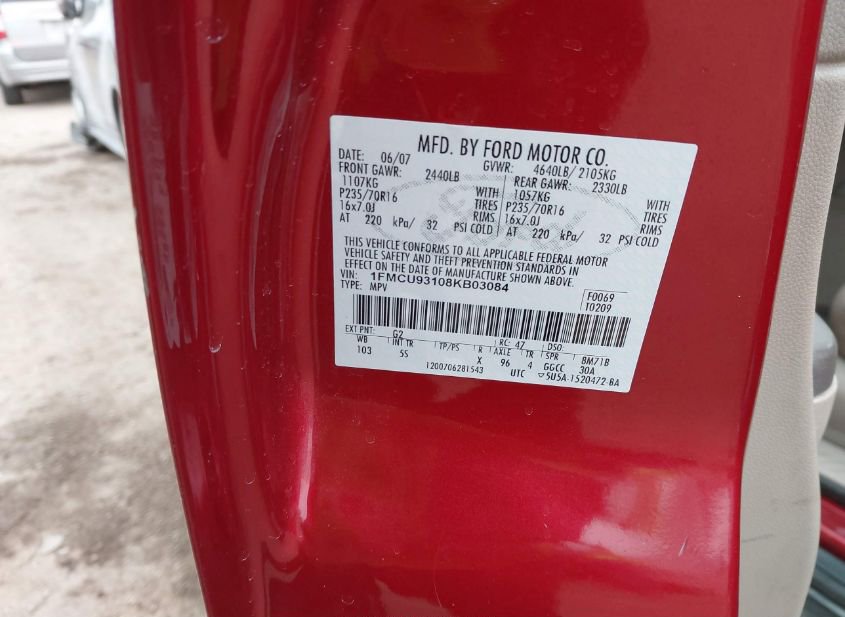 MFD. BY FORD MOTOR CO.
DATE: 06/07 GVWR: 4640LB/ 2105KG
FRONT GAWR: 2440LB REAR GAWR: 2330LB
1107KG WITH 1057KG WITH
P235/70R16 TIRES P235/70R16 TIRES
16x7.0J RIMS 16x7.0J RIMS
AT 220 kPa/ 32 PSI COLD AT 220 kPa/ 32 PSI COLD
THIS VEHICLE CONFORMS TO ALL APPLICABLE FEDERAL MOTOR
VEHICLE SAFETY AND THEFT PREVENTION STANDARDS IN
EFFECT ON THE DATE OF MANUFACTURE SHOWN ABOVE.
VIN: 1FMCU93108KB03084
TYPE: MPV
F0069
T0209
EXT PNT: G2 RC: 47 DSO:
WB INT TR TP/PS R AXLE TR SPR BM71B
103 5S X 96 4 GGCC 30A
1200706281543 UTC 5U5A-1520472-BA